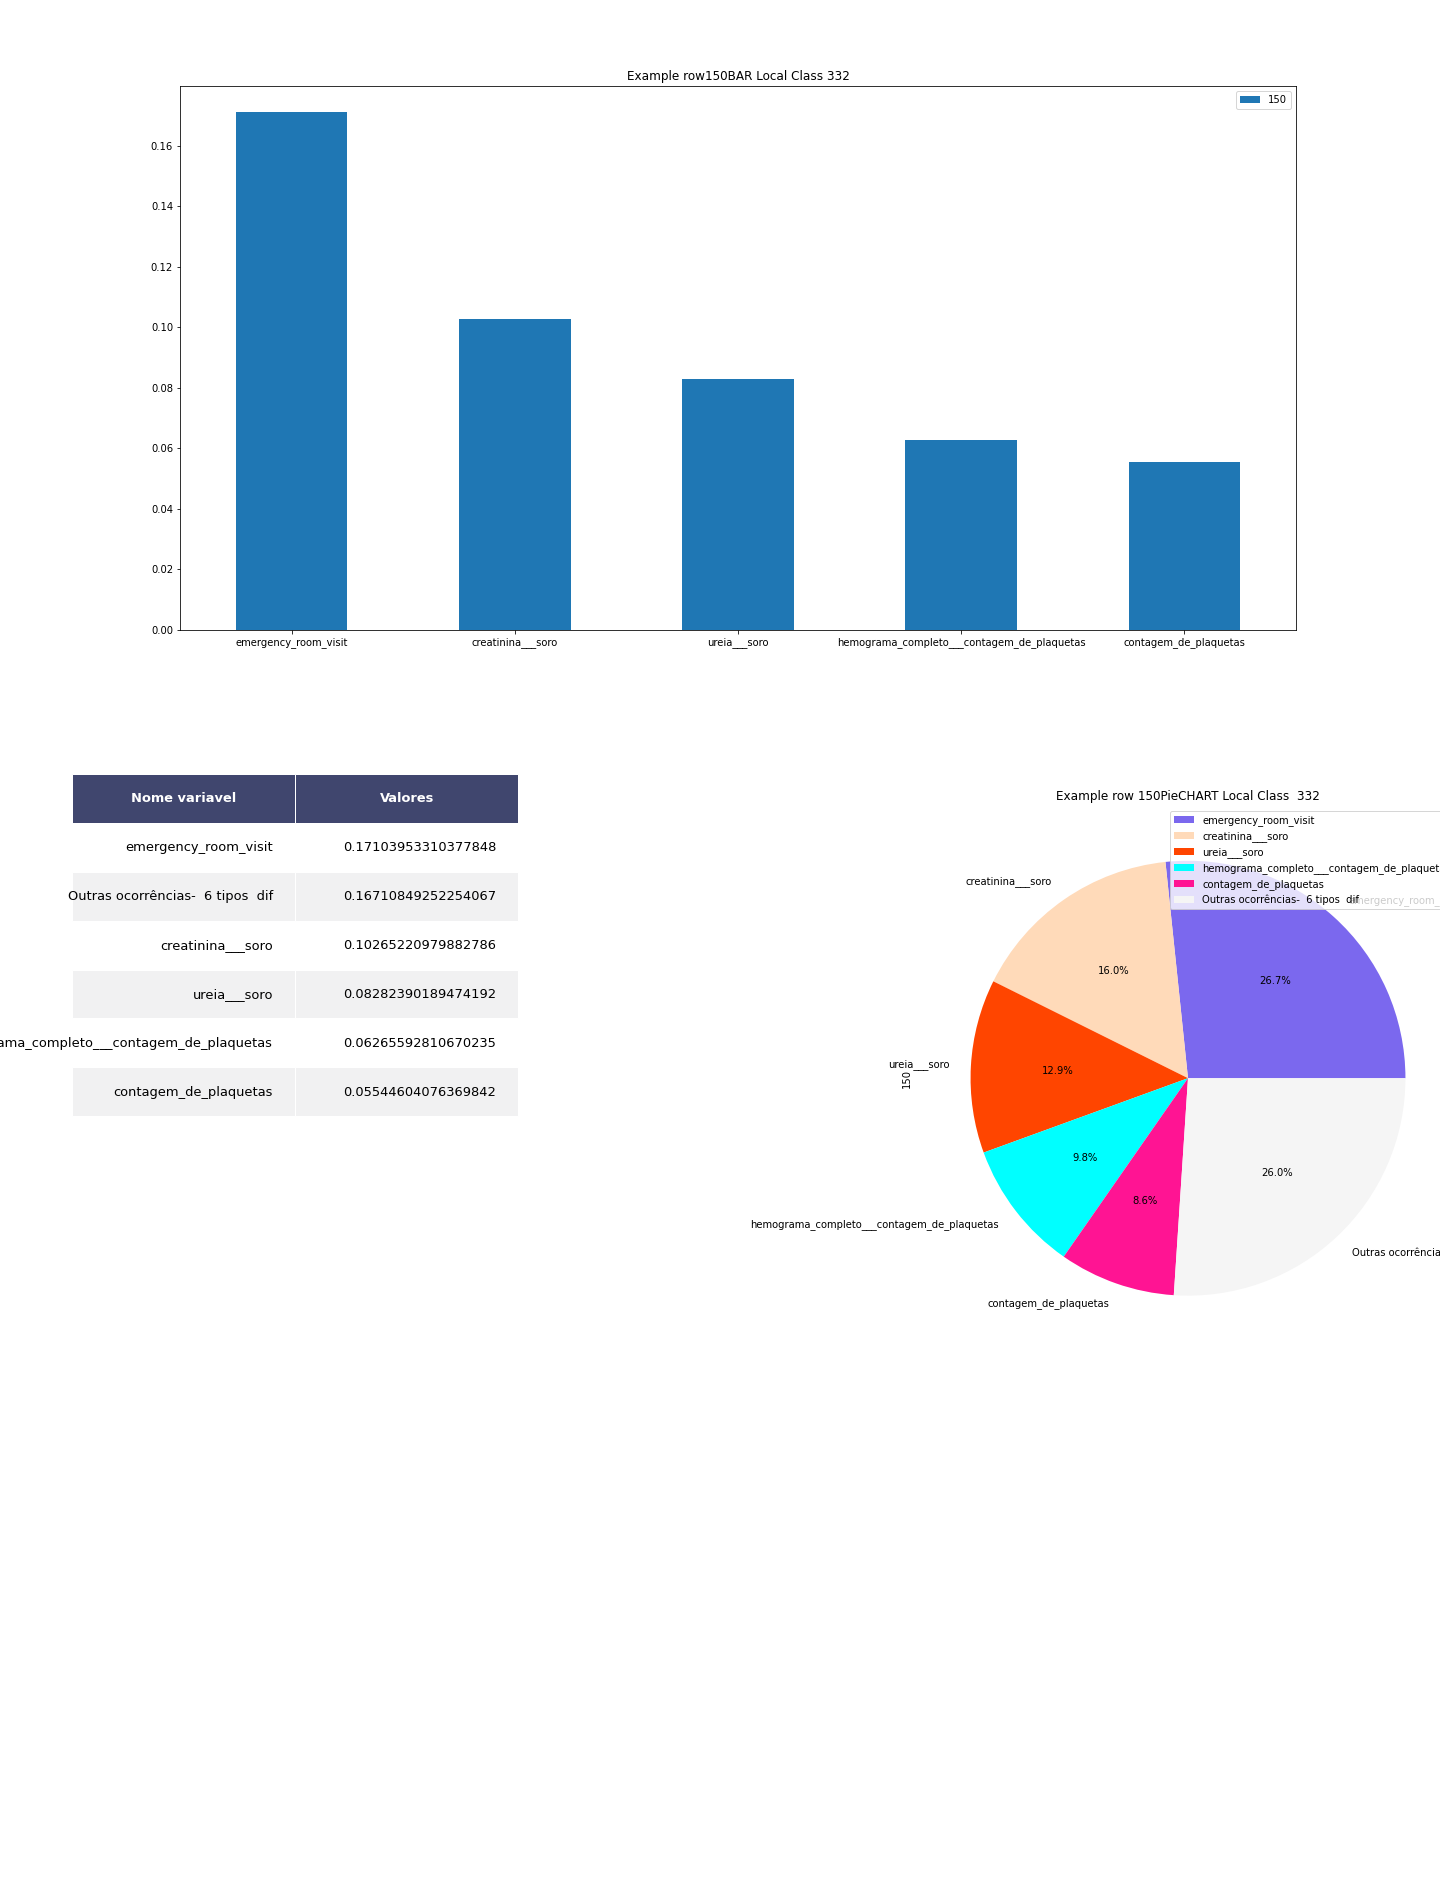 Example row150BAR Local Class 332
150
0.16
0.14
0.12
0.10
0.08
0.06
0.04
0.02
0.00
emergency_room_visit
creatinina___soro
ureia___soro
hemograma_completo___contagem_de_plaquetas
contagem_de_plaquetas
Nome variavel Valores
emergency_room_visit 0.17103953310377848
Outras ocorrências-  6 tipos  dif 0.16710849252254067
creatinina___soro 0.10265220979882786
ureia___soro 0.08282390189474192
ama_completo___contagem_de_plaquetas 0.06265592810670235
contagem_de_plaquetas 0.05544604076369842
Example row 150PieCHART Local Class  332
emergency_room_visit
creatinina___soro
ureia___soro
hemograma_completo___contagem_de_plaquet
contagem_de_plaquetas
Outras ocorrências-  6 tipos  dif
emergency_room_
creatinina___soro
ureia___soro
150
hemograma_completo___contagem_de_plaquetas
contagem_de_plaquetas
Outras ocorrência
26.7%
16.0%
12.9%
9.8%
8.6%
26.0%